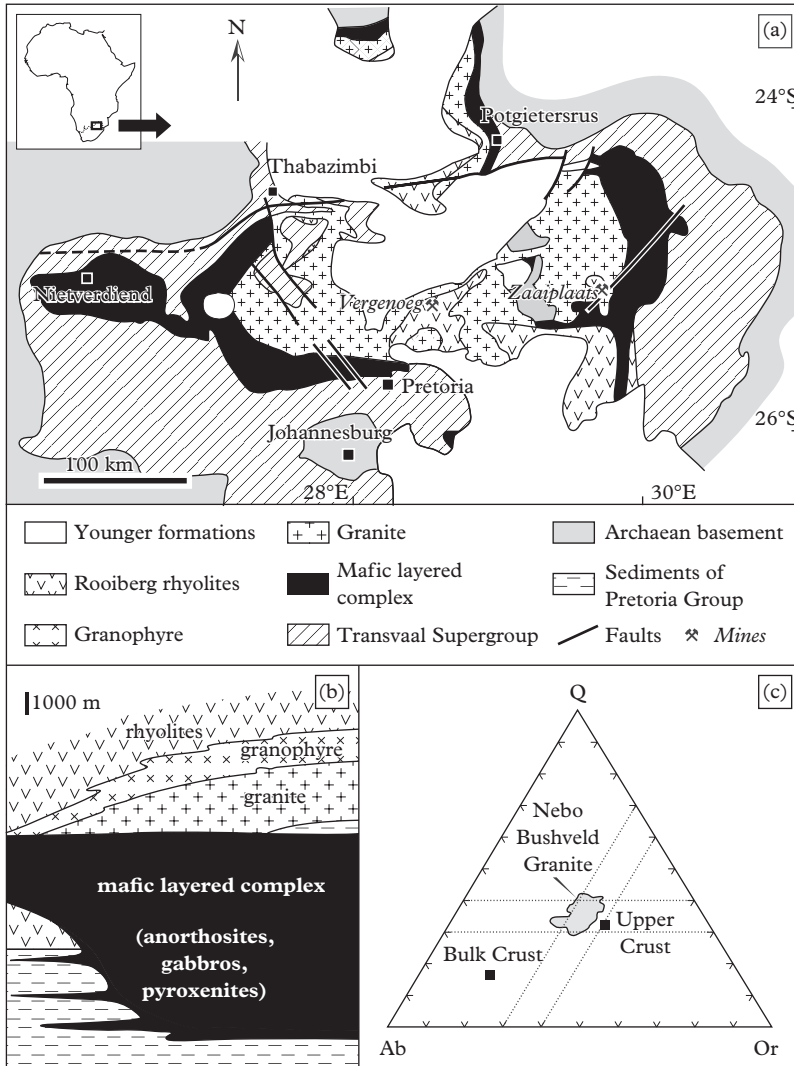 (a)
N
24°S
Potgietersrus
Thabazimbi
Nietverdiend
Vergenoeg
Zaaiplaats
Pretoria
Johannesburg
26°S
100 km
28°E
30°E
Younger formations
Granite
Archaean basement
Rooiberg rhyolites
Mafic layered
complex
Sediments of
Pretoria Group
Granophyre
Transvaal Supergroup
Faults
Mines
(b)
1000 m
rhyolites
granophyre
granite
mafic layered complex
(anorthosites,
gabbros,
pyroxenites)
(c)
Q
Nebo
Bushveld
Granite
Upper
Crust
Bulk Crust
Ab
Or